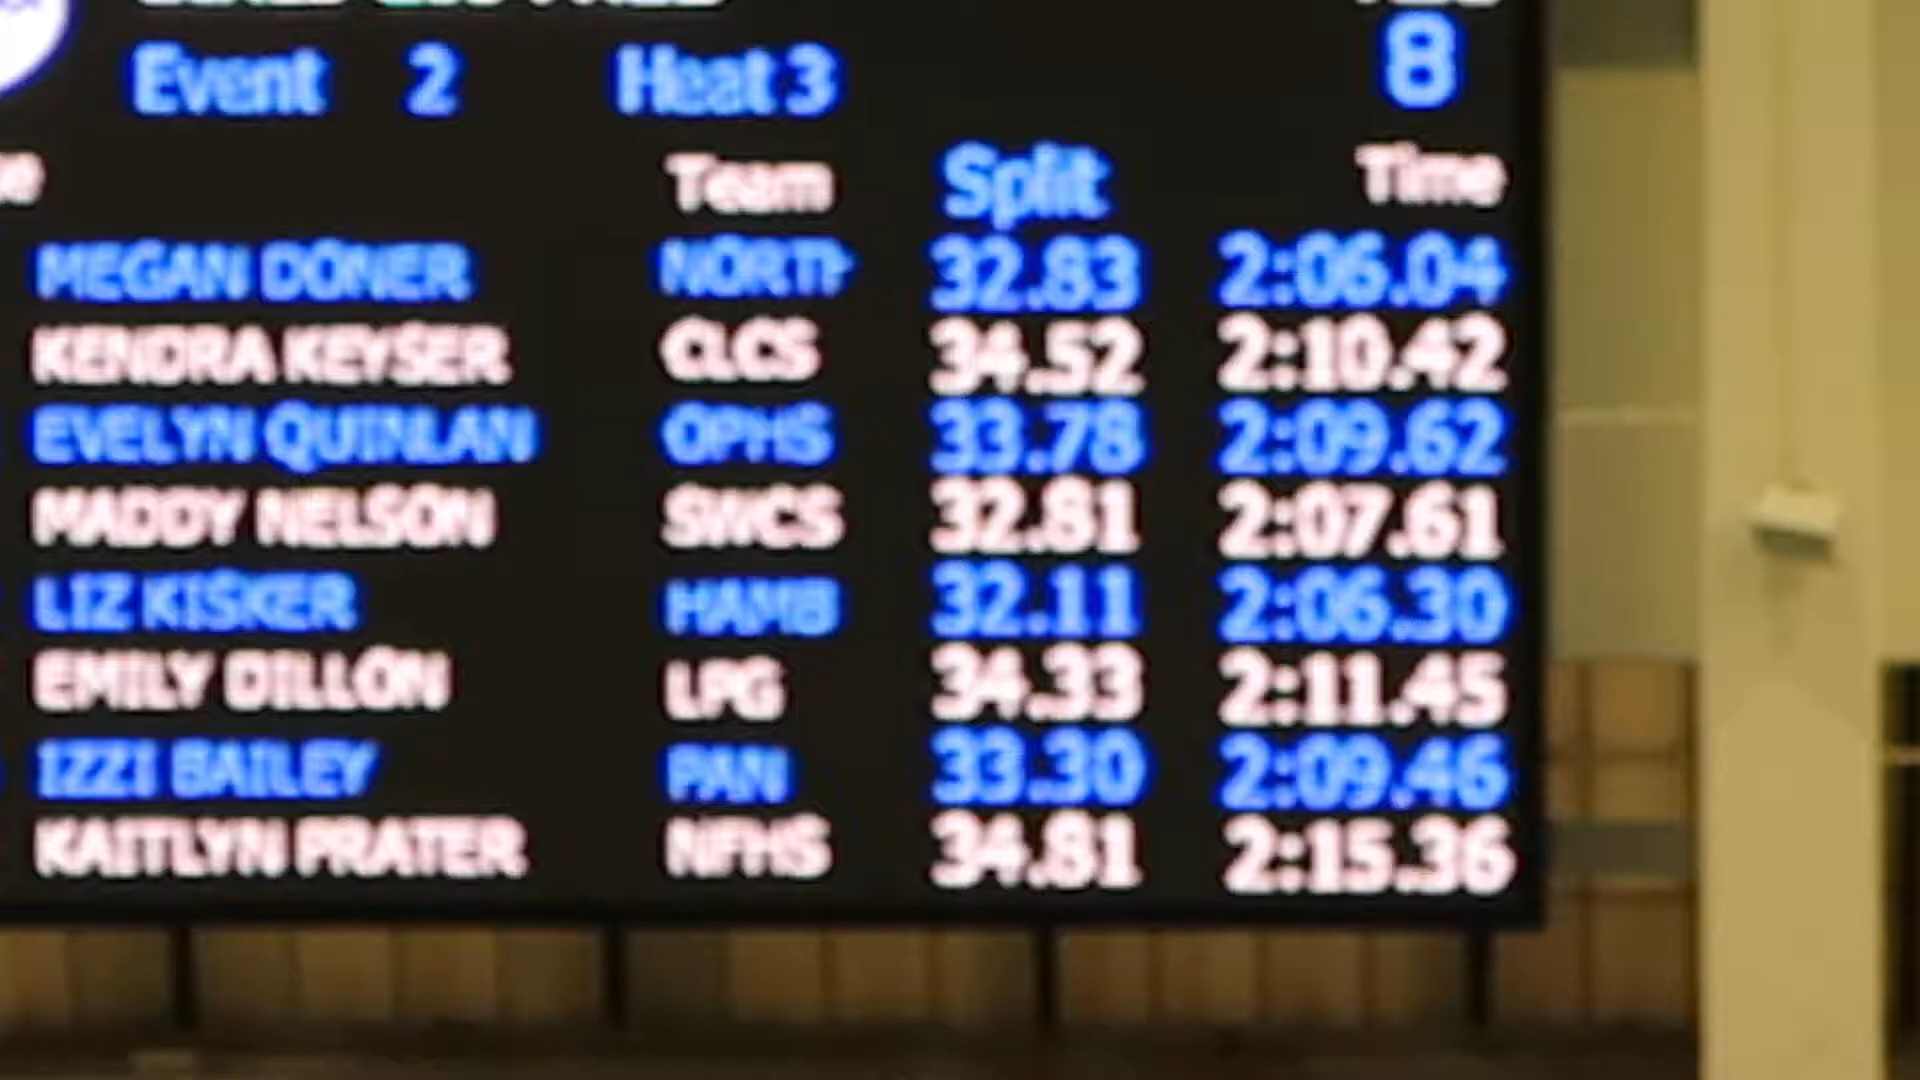 Event 2 Heat 3 8
Team Split Time
MEGAN DONER NORTH 32.83 2:06.04
KENDRA KEYSER CLCS 34.52 2:10.42
EVELYN QUINLAN OPHS 33.78 2:09.62
MADDY NELSON SWCS 32.81 2:07.61
LIZ KISKER HAMB 32.11 2:06.30
EMILY DILLON LPG 34.33 2:11.45
IZZI BAILEY PAN 33.30 2:09.46
KAITLYN PRATER NFHS 34.81 2:15.36